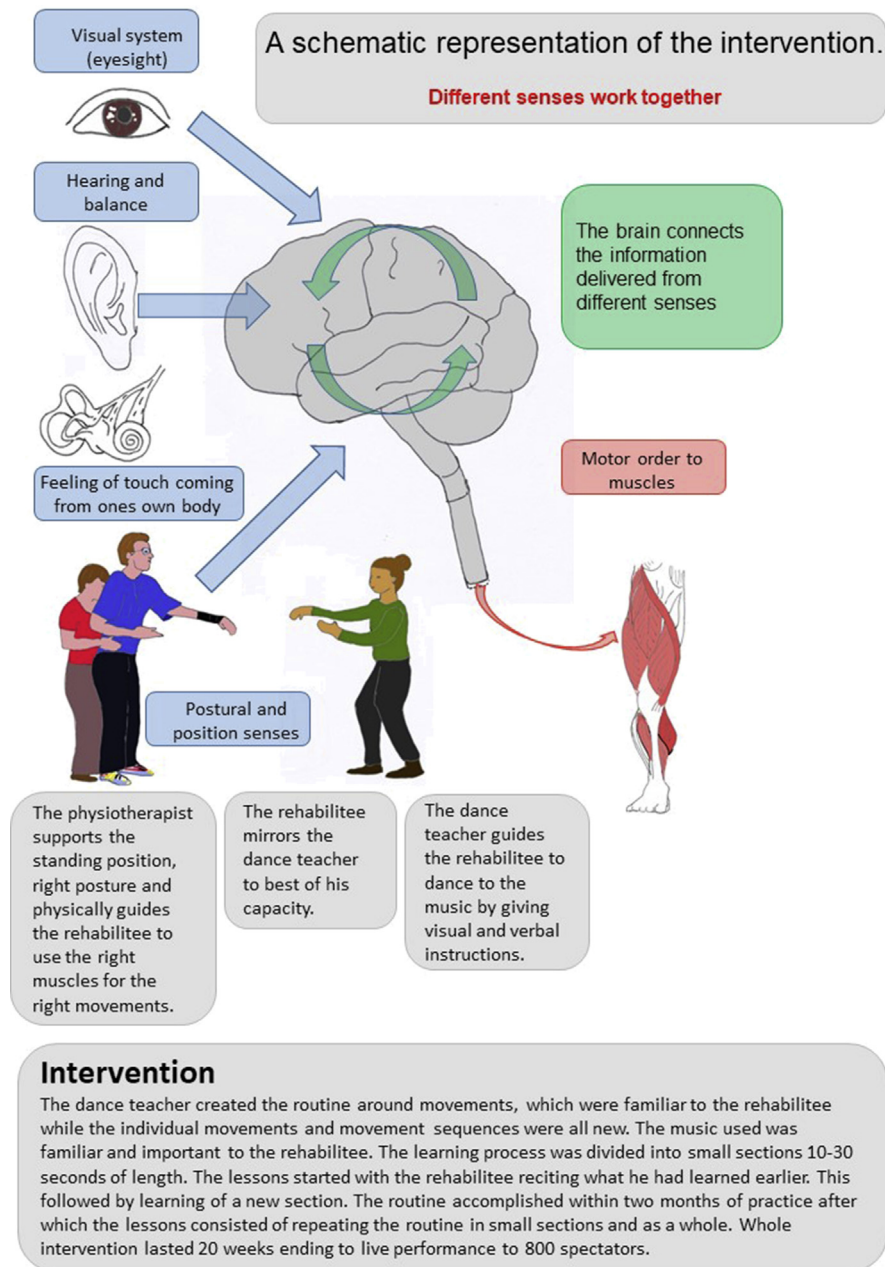 Visual system
(eyesight)
A schematic representation of the intervention.
Different senses work together
Hearing and
balance
The brain connects
the information
delivered from
different senses
Feeling of touch coming
from ones own body
Motor order to
muscles
Postural and
position senses
The physiotherapist
supports the
standing position,
right posture and
physically guides
the rehabilitee to
use the right
muscles for the
right movements.
The rehabilitee
mirrors the
dance teacher
to best of his
capacity.
The dance
teacher guides
the rehabilitee to
dance to the
music by giving
visual and verbal
instructions.
Intervention
The dance teacher created the routine around movements, which were familiar to the rehabilitee
while the individual movements and movement sequences were all new. The music used was
familiar and important to the rehabilitee. The learning process was divided into small sections 10-30
seconds of length. The lessons started with the rehabilitee reciting what he had learned earlier. This
followed by learning of a new section. The routine accomplished within two months of practice after
which the lessons consisted of repeating the routine in small sections and as a whole. Whole
intervention lasted 20 weeks ending to live performance to 800 spectators.